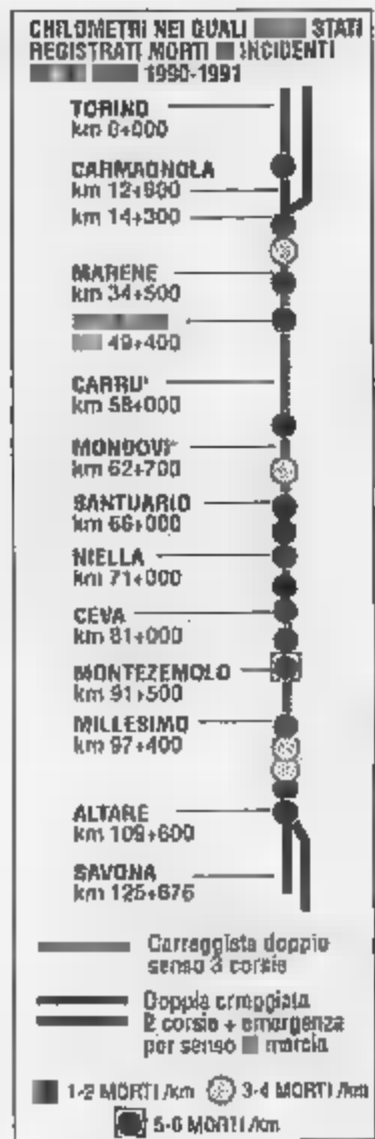 CHILOMETRI NEI QUALI STATI
REGISTRATI MORTI INCIDENTI
1990-1991
TORINO
km 0+000
CARMAGNOLA
km 12+800
km 14+300
MARENE
km 34+500
49+400
CARRU'
km 58+000
MONDOVI'
km 62+700
SANTUARIO
km 66+000
NIELLA
km 71+000
CEVA
km 81+000
MONTEZEMOLO
km 91+500
MILLESIMO
km 97+400
ALTARE
km 109+600
SAVONA
km 125+675
Carreggiata doppio
senso 3 corsie
Doppia carreggiata
2 corsie + emergenza
per senso marcia
1-2 MORTI/km 3-4 MORTI/km
5-6 MORTI/km